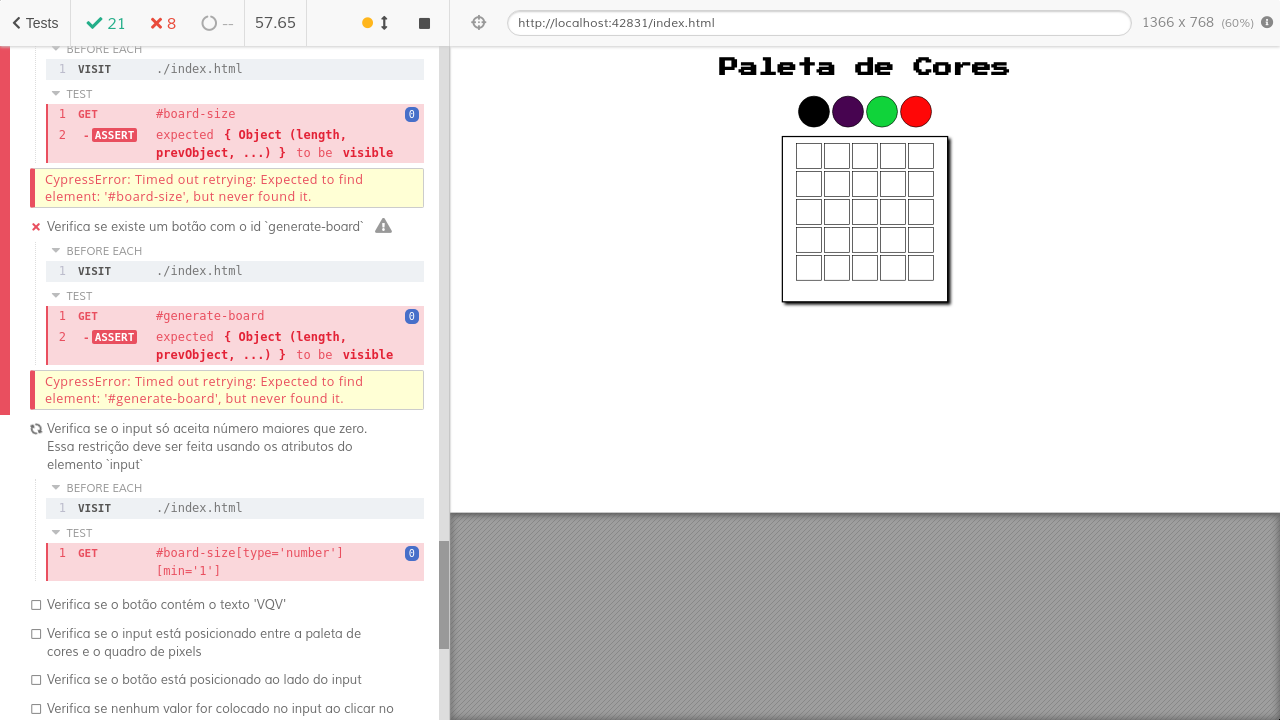 Tests
21
8
--
57.65
http://localhost:42831/index.html
1366 x 768 (60%)
BEFORE EACH
1 VISIT ./index.html
TEST
1 GET #board-size 0
2 -ASSERT expected { Object (length,
prevObject, ...) } to be visible
CypressError: Timed out retrying: Expected to find
element: '#board-size', but never found it.
Verifica se existe um botão com o id `generate-board`
BEFORE EACH
1 VISIT ./index.html
TEST
1 GET #generate-board 0
2 -ASSERT expected { Object (length,
prevObject, ...) } to be visible
CypressError: Timed out retrying: Expected to find
element: '#generate-board', but never found it.
Verifica se o input só aceita número maiores que zero.
Essa restrição deve ser feita usando os atributos do
elemento `input`
BEFORE EACH
1 VISIT ./index.html
TEST
1 GET #board-size[type='number'] 0
[min='1']
Verifica se o botão contém o texto 'VQV'
Verifica se o input está posicionado entre a paleta de
cores e o quadro de pixels
Verifica se o botão está posicionado ao lado do input
Verifica se nenhum valor for colocado no input ao clicar no
Paleta de Cores